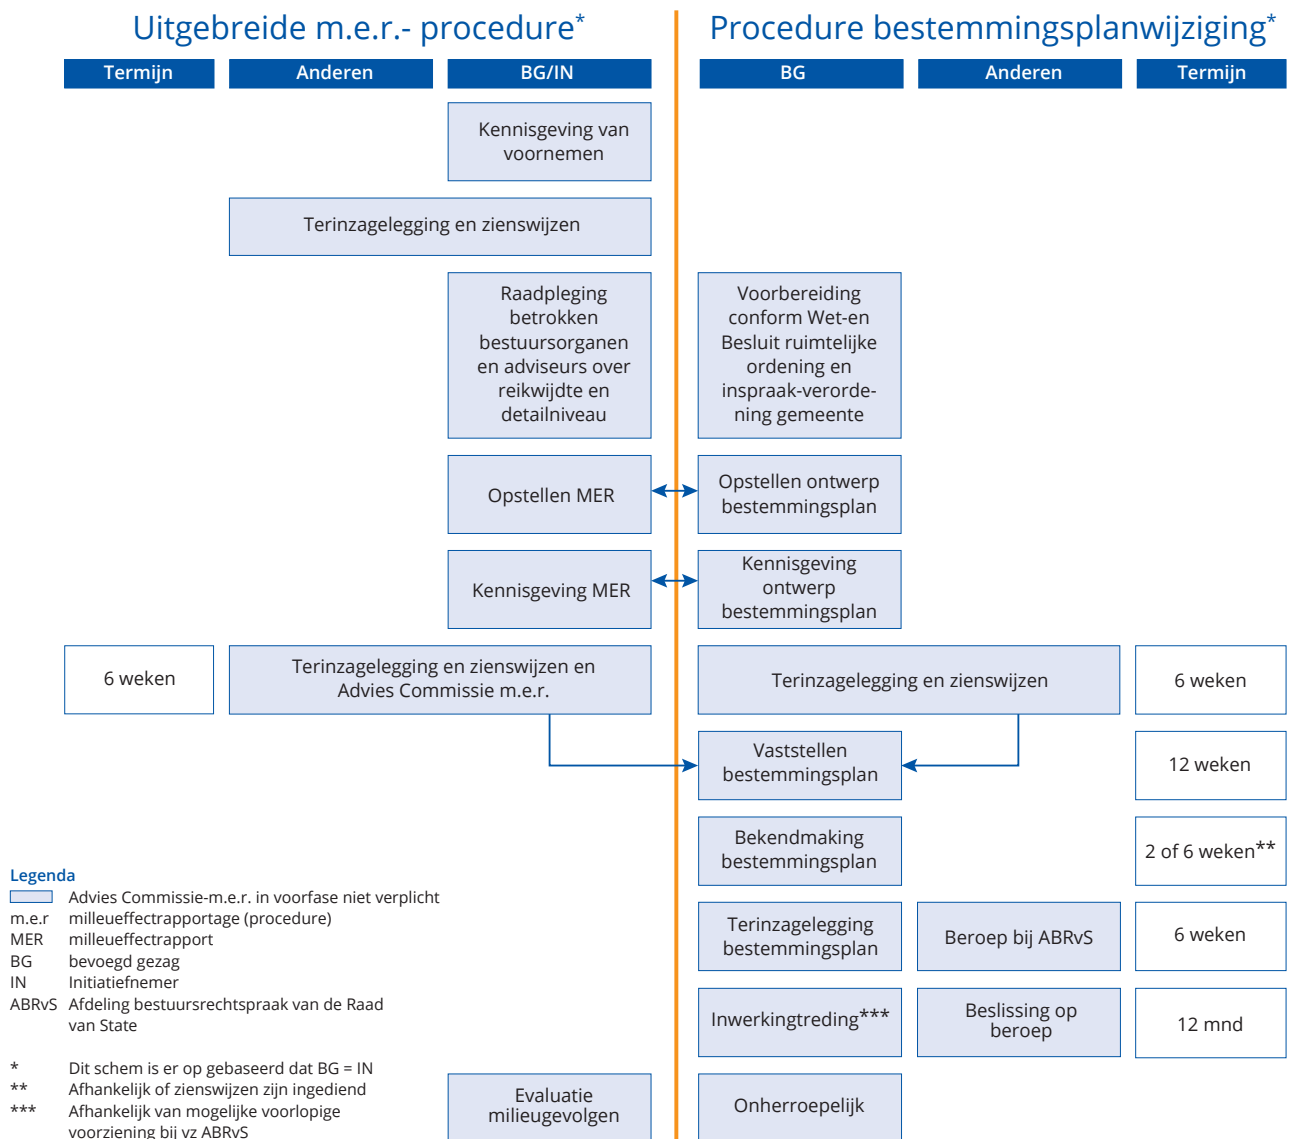 Uitgebreide m.e.r.- procedure*
Termijn
Anderen
BG/IN
Kennisgeving van
voornemen
Terinzagelegging en zienswijzen
Raadpleging
betrokken
bestuursorganen
en adviseurs over
reikwijdte en
detailniveau
Opstellen MER
Kennisgeving MER
6 weken
Terinzagelegging en zienswijzen en
Advies Commissie m.e.r.
Evaluatie
milieugevolgen
Procedure bestemmingsplanwijziging*
BG
Anderen
Termijn
Voorbereiding
conform Wet-en
Besluit ruimtelijke
ordening en
inspraak-verorde-
ning gemeente
Opstellen ontwerp
bestemmingsplan
Kennisgeving
ontwerp
bestemmingsplan
Terinzagelegging en zienswijzen
6 weken
Vaststellen
bestemmingsplan
12 weken
Bekendmaking
bestemmingsplan
2 of 6 weken**
Terinzagelegging
bestemmingsplan
Beroep bij ABRvS
6 weken
Inwerkingtreding***
Beslissing op
beroep
12 mnd
Onherroepelijk
Legenda
Advies Commissie-m.e.r. in voorfase niet verplicht
m.e.r milleueffectrapportage (procedure)
MER milleueffectrapport
BG bevoegd gezag
IN Initiatiefnemer
ABRvS Afdeling bestuursrechtspraak van de Raad
van State
* Dit schem is er op gebaseerd dat BG = IN
** Afhankelijk of zienswijzen zijn ingediend
*** Afhankelijk van mogelijke voorlopige
voorziening bij vz ABRvS